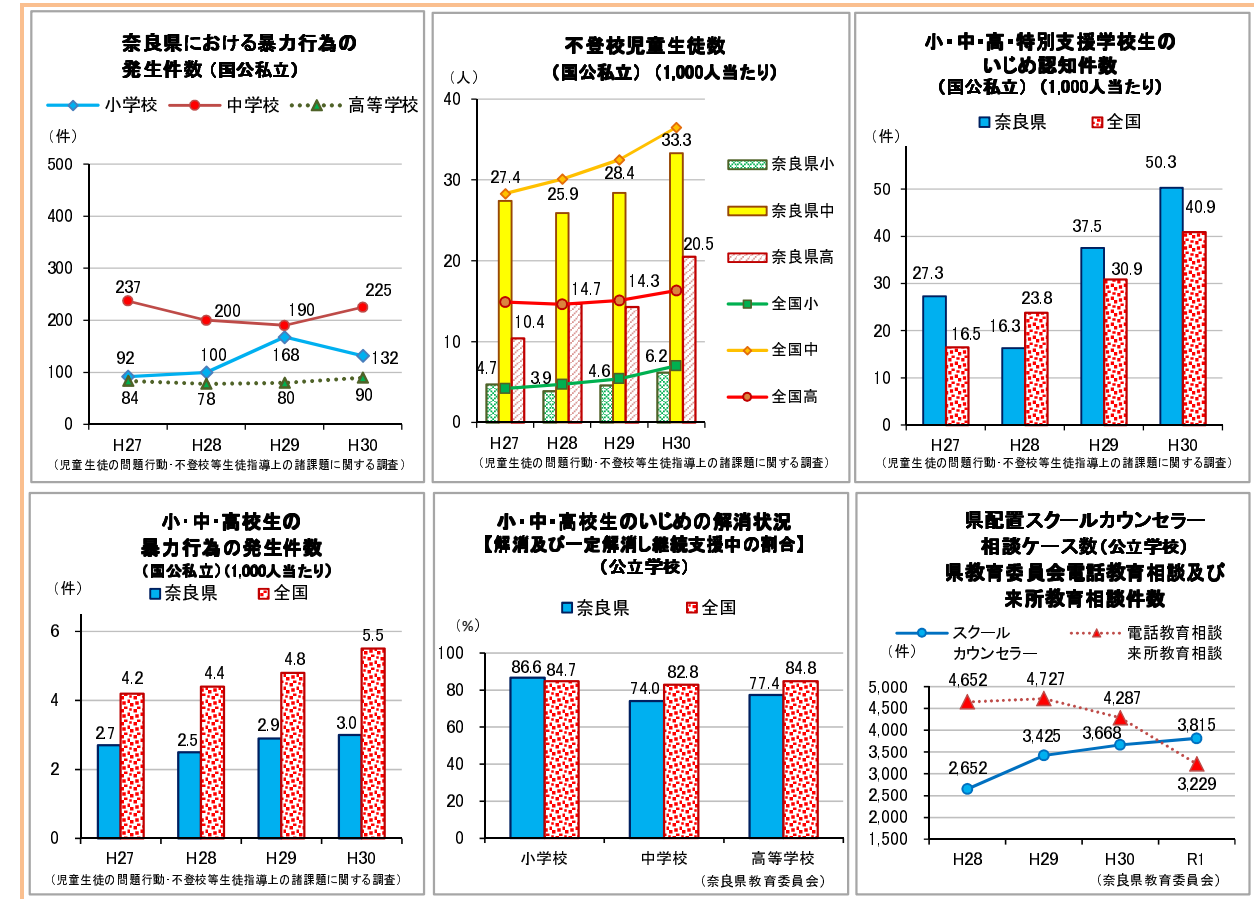 奈良県における暴力行為の
発生件数（国公私立）
小学校 中学校 高等学校
（件）
500
400
300
200
100
0
237 200 190 225
92 100 168 132
84 78 80 90
H27 H28 H29 H30
（児童生徒の問題行動・不登校等生徒指導上の諸課題に関する調査）
不登校児童生徒数
（国公私立）（1,000人当たり）
（人）
40
30
20
10
0
27.4 25.9 28.4 33.3
10.4 14.7 14.3 20.5
4.7 3.9 4.6 6.2
奈良県小
奈良県中
奈良県高
全国小
全国中
全国高
H27 H28 H29 H30
（児童生徒の問題行動・不登校等生徒指導上の諸課題に関する調査）
小・中・高・特別支援学校生の
いじめ認知件数
（国公私立）（1,000人当たり）
奈良県 全国
（件）
50
40
30
20
10
0
27.3 16.5 16.3 23.8 37.5 30.9 50.3 40.9
H27 H28 H29 H30
（児童生徒の問題行動・不登校等生徒指導上の諸課題に関する調査）
小・中・高校生の
暴力行為の発生件数
（国公私立）（1,000人当たり）
（件）
奈良県 全国
6
4
2
0
2.7 4.2 2.5 4.4 2.9 4.8 3.0 5.5
H27 H28 H29 H30
（児童生徒の問題行動・不登校等生徒指導上の諸課題に関する調査）
小・中・高校生のいじめの解消状況
【解消及び一定解消し継続支援中の割合】
（公立学校）
奈良県 全国
（%）
100
80
60
40
20
0
86.6 84.7 74.0 82.8 77.4 84.8
小学校 中学校 高等学校
（奈良県教育委員会）
県配置スクールカウンセラー
相談ケース数（公立学校）
県教育委員会電話教育相談及び
来所教育相談件数
スクール
カウンセラー
電話教育相談
来所教育相談
（件）
5,000
4,500
4,000
3,500
3,000
2,500
2,000
1,500
4,652 4,727 4,287 3,229
2,652 3,425 3,668 3,815
H28 H29 H30 R1
（奈良県教育委員会）